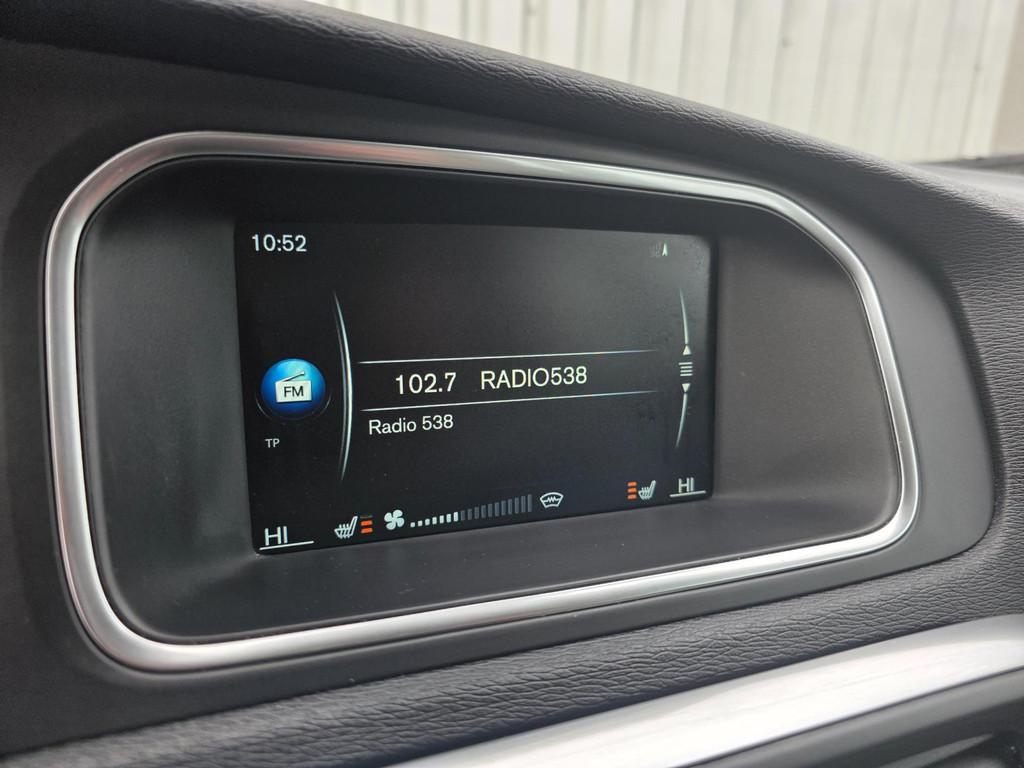 10:52
FM
102.7 RADIO538
TP
Radio 538
HI
HI